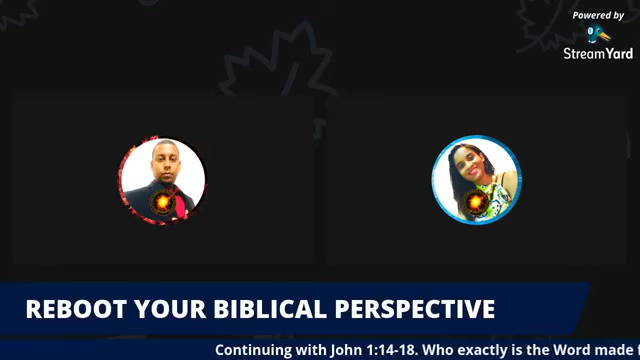 Powered by
StreamYard
REBOOT YOUR BIBLICAL PERSPECTIVE
Continuing with John 1:14-18. Who exactly is the Word made